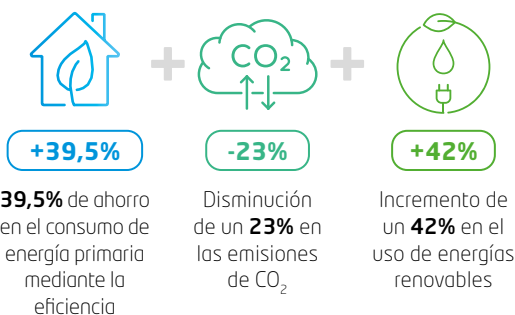 CO₂
+39,5%
39,5% de ahorro
en el consumo de
energía primaria
mediante la
eficiencia
-23%
Disminución
de un 23% en
las emisiones
de CO₂
+42%
Incremento de
un 42% en el
uso de energías
renovables